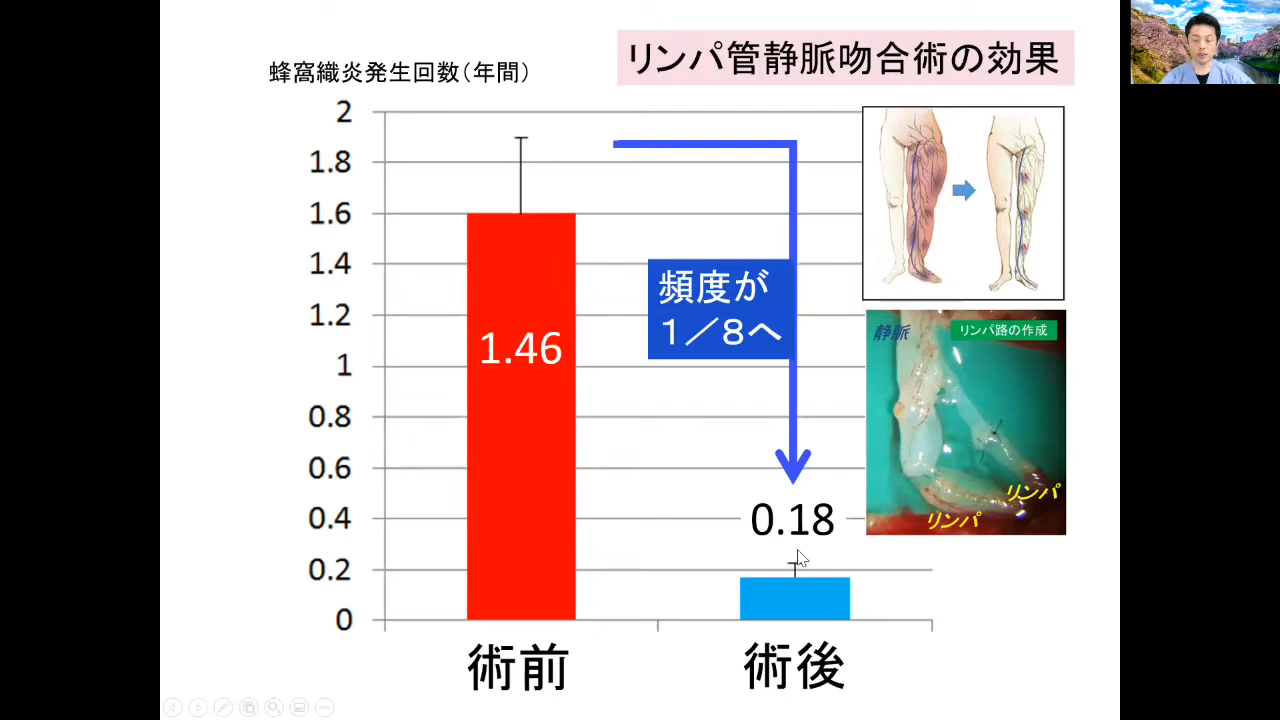 リンパ管静脈吻合術の効果
蜂窩織炎発生回数(年間)
2
1.8
1.6
1.4
1.2
1
0.8
0.6
0.4
0.2
0
1.46
頻度が
1/8へ
0.18
術前
術後
静脈
リンパ路の作成
リンパ
リンパ